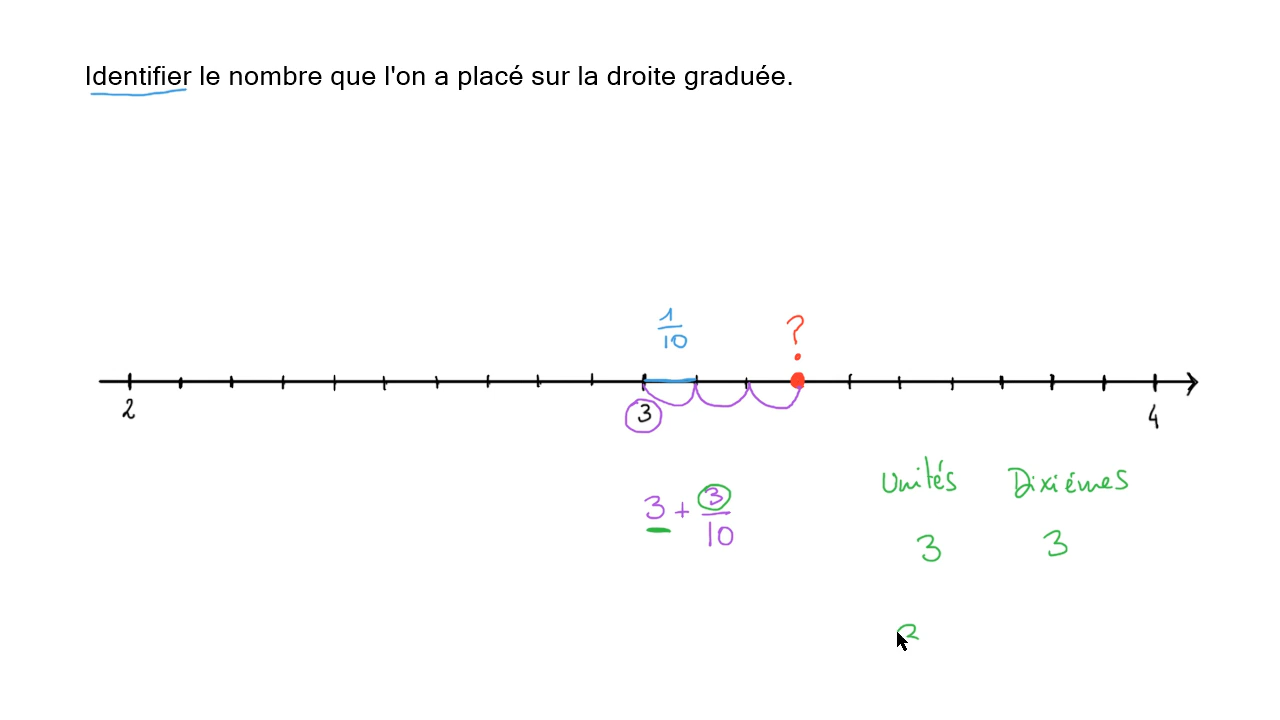 Identifier le nombre que l'on a placé sur la droite graduée.
1/10 ?
2 3 4
Unités Dixiémes
3 + 3/10 3 3